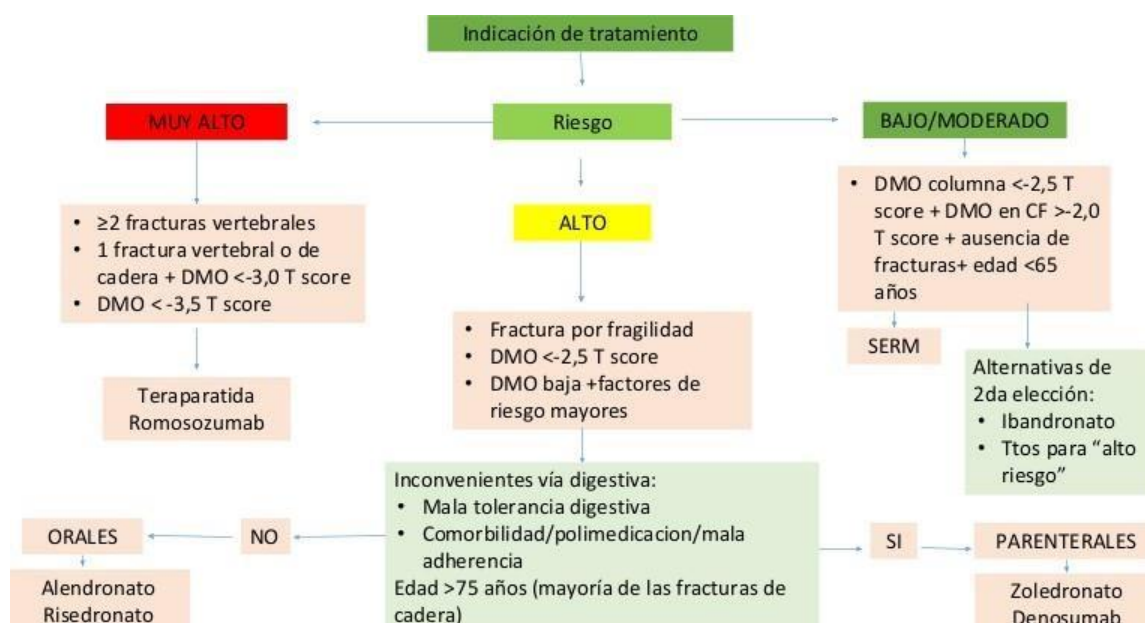 Indicación de tratamiento
MUY ALTO
Riesgo
BAJO/MODERADO
• ≥2 fracturas vertebrales
• 1 fractura vertebral o de
cadera + DMO <-3,0 T score
• DMO < -3,5 T score
Teraparatida
Romosozumab
ALTO
• Fractura por fragilidad
• DMO <-2,5 T score
• DMO baja +factores de
riesgo mayores
• DMO columna <-2,5 T
score + DMO en CF >-2,0
T score + ausencia de
fracturas+ edad <65
años
SERM
Alternativas de
2da elección:
• Ibandronato
• Ttos para “alto
riesgo”
Inconvenientes vía digestiva:
• Mala tolerancia digestiva
• Comorbilidad/polimedicacion/mala
adherencia
Edad >75 años (mayoría de las fracturas de
cadera)
NO
ORALES
Alendronato
Risedronato
SI
PARENTERALES
Zoledronato
Denosumab